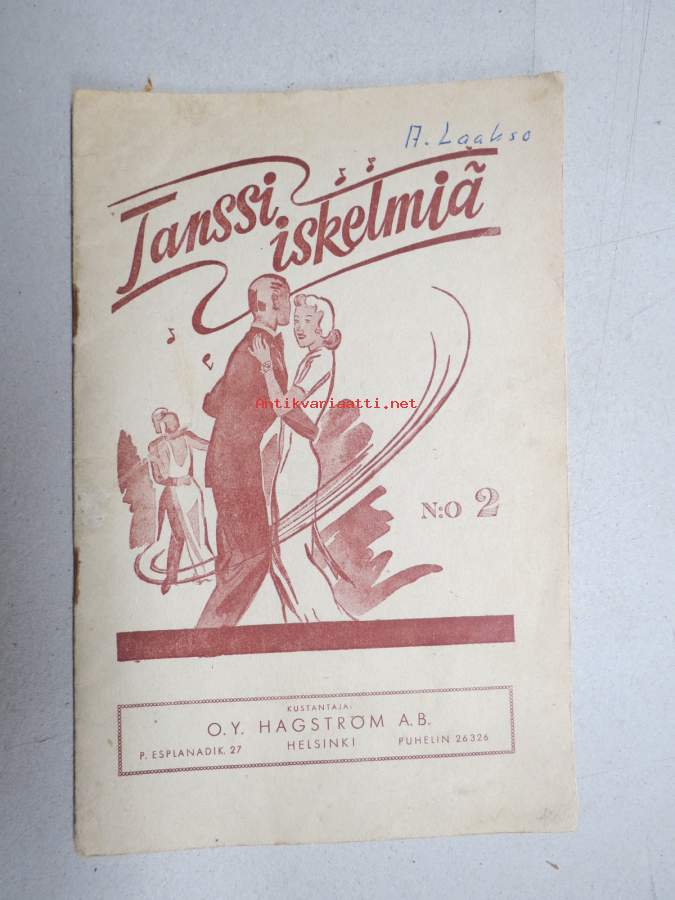 A. Laakso
Tanssi
iskelmiä
Antikvariaatti.net
N:O 2
KUSTANTAJA:
O.Y. HAGSTRÖM A.B.
P. ESPLANADIK. 27 HELSINKI PUHELIN 26326